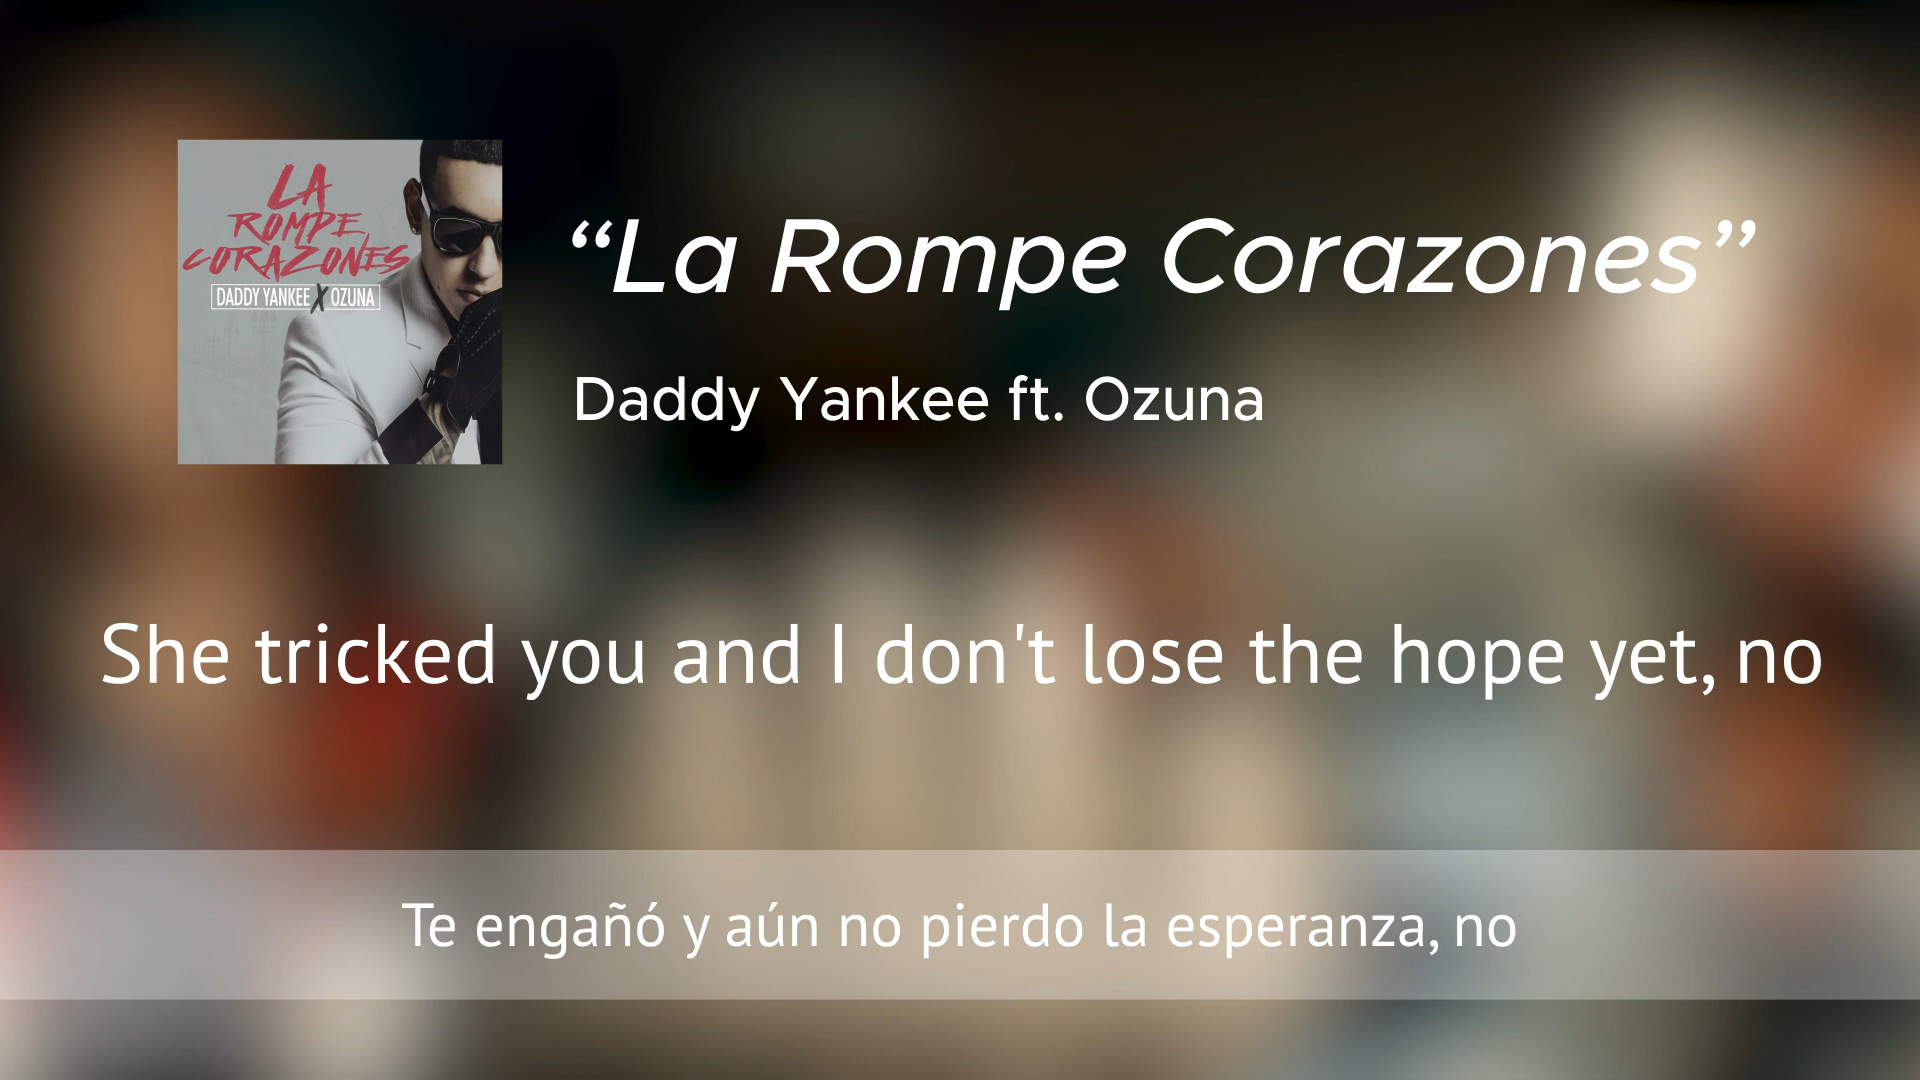 LA
ROMPE
CORAZONES
DADDY YANKEE X OZUNA
“La Rompe Corazones”
Daddy Yankee ft. Ozuna
She tricked you and I don't lose the hope yet, no
Te engañó y aún no pierdo la esperanza, no